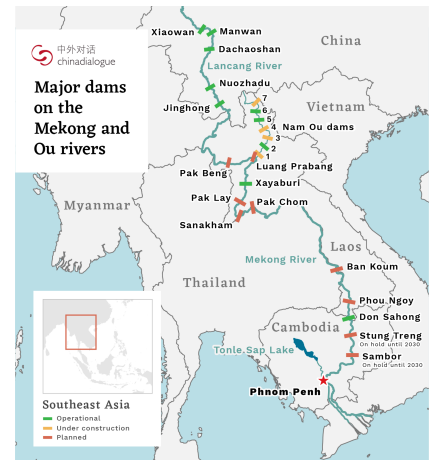 中外对话
chinadialogue
Major dams
on the
Mekong and
Ou rivers
Xiaowan
Manwan
Dachaoshan
China
Lancang River
Nuozhadu
Jinghong
Vietnam
7
6
5
4
Nam Ou dams
3
2
1
Luang Prabang
Pak Beng
Xayaburi
Pak Lay
Pak Chom
Sanakham
Myanmar
Laos
Mekong River
Ban Koum
Thailand
Phou Ngoy
Don Sahong
Cambodia
Stung Treng
On hold until 2030
Tonle Sap Lake
Sambor
On hold until 2030
Phnom Penh
Southeast Asia
Operational
Under construction
Planned